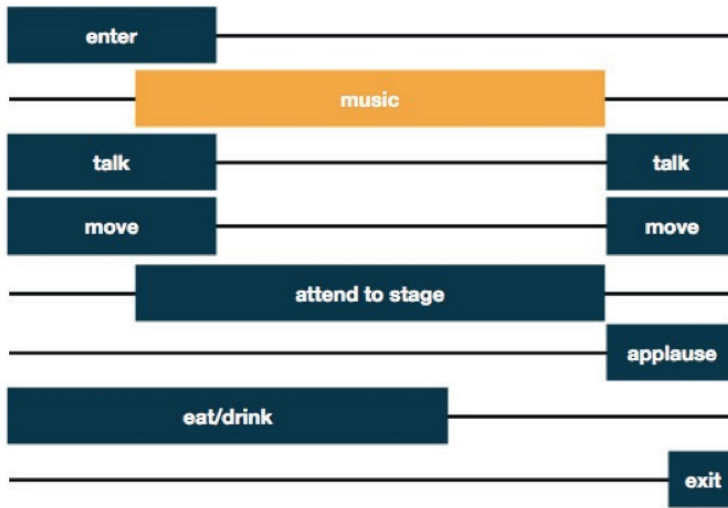 enter
music
talk talk
move move
attend to stage
applause
eat/drink
exit